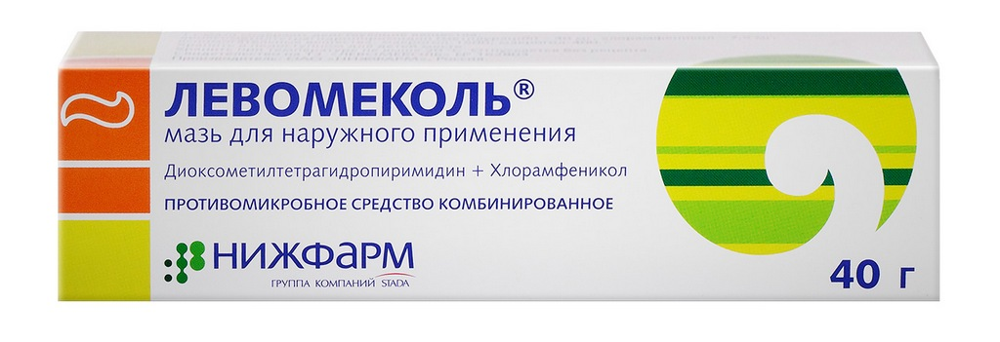 ЛЕВОМЕКОЛЬ®
мазь для наружного применения
Диоксометилтетрагидропиримидин + Хлорамфеникол
ПРОТИВОМИКРОБНОЕ СРЕДСТВО КОМБИНИРОВАННОЕ
НИЖФАРМ
ГРУППА КОМПАНИЙ STADA
40 г